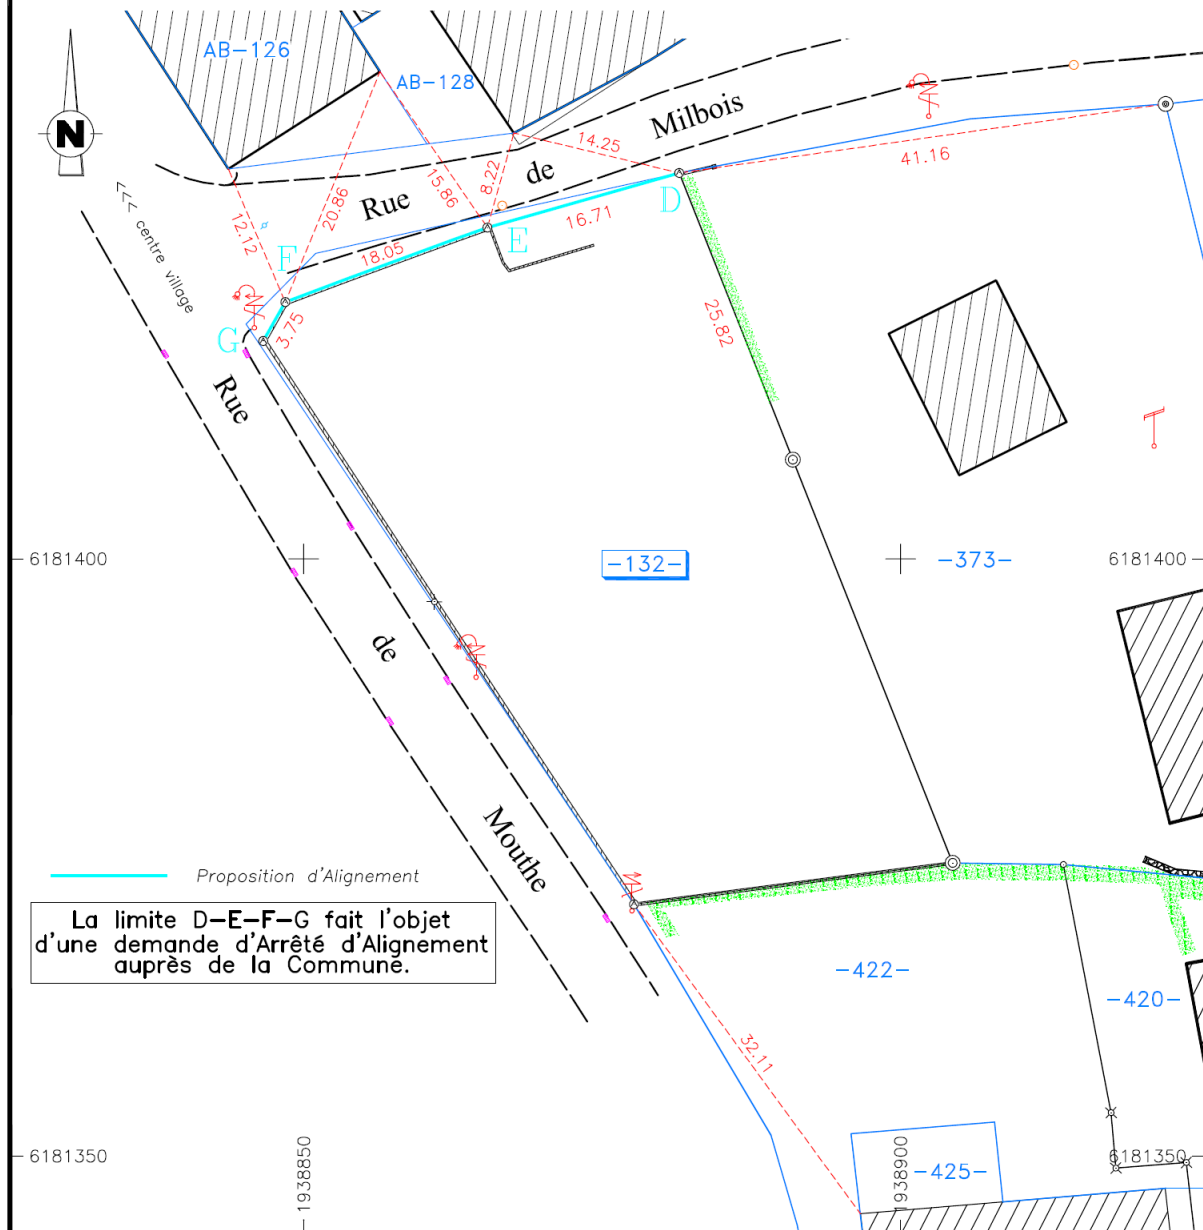 AB-126
AB-128
N
Rue de Milbois
14.25
41.16
8.22
15.86
20.86
12.12
<<< centre village
D
16.71
E
18.05
F
3.75
G
25.82
Rue de Mouthe
6181400
-132-
-373-
6181400
T
Proposition d'Alignement
La limite D-E-F-G fait l'objet
d'une demande d'Arrêté d'Alignement
auprès de la Commune.
-422-
-420-
32.11
6181350
1938850
1938900
-425-
6181350